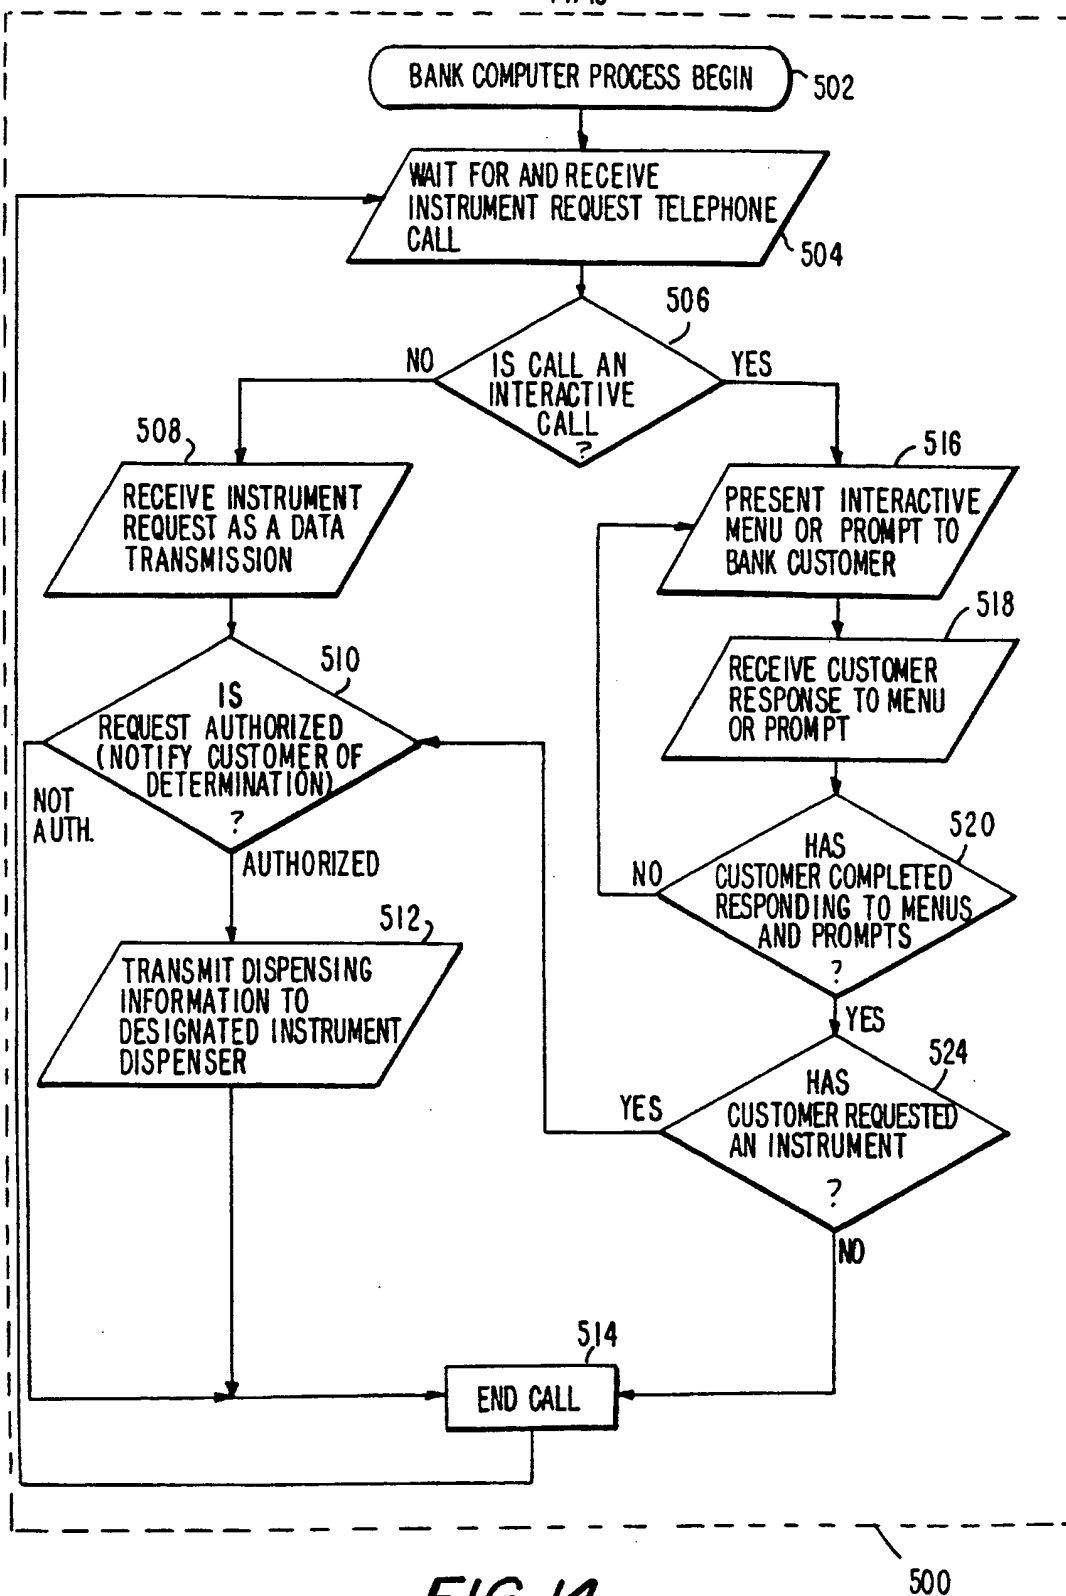 BANK COMPUTER PROCESS BEGIN
502
WAIT FOR AND RECEIVE
INSTRUMENT REQUEST TELEPHONE
CALL
504
506
NO
IS CALL AN
INTERACTIVE
CALL
?
YES
508
RECEIVE INSTRUMENT
REQUEST AS A DATA
TRANSMISSION
516
PRESENT INTERACTIVE
MENU OR PROMPT TO
BANK CUSTOMER
518
RECEIVE CUSTOMER
RESPONSE TO MENU
OR PROMPT
510
IS
REQUEST AUTHORIZED
(NOTIFY CUSTOMER OF
DETERMINATION)
?
NOT
AUTH.
AUTHORIZED
520
HAS
CUSTOMER COMPLETED
RESPONDING TO MENUS
AND PROMPTS
?
NO
YES
512
TRANSMIT DISPENSING
INFORMATION TO
DESIGNATED INSTRUMENT
DISPENSER
524
HAS
CUSTOMER REQUESTED
AN INSTRUMENT
?
YES
NO
514
END CALL
500